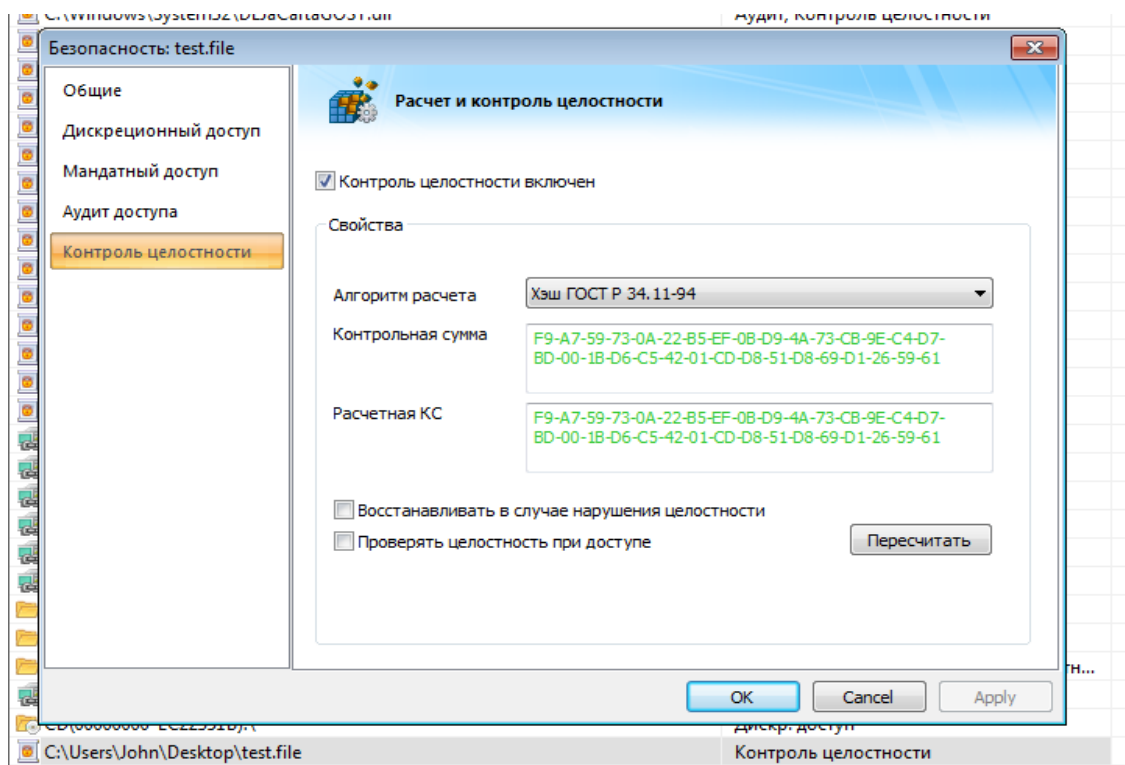 C:\Windows\System32\DLJaCartaGOST.dll Аудит, Контроль целостности
Безопасность: test.file
Общие
Дискреционный доступ
Мандатный доступ
Аудит доступа
Контроль целостности
Расчет и контроль целостности
Контроль целостности включен
Свойства
Алгоритм расчета Хэш ГОСТ Р 34.11-94
Контрольная сумма F9-A7-59-73-0A-22-B5-EF-0B-D9-4A-73-CB-9E-C4-D7-
BD-00-1B-D6-C5-42-01-CD-D8-51-D8-69-D1-26-59-61
Расчетная КС F9-A7-59-73-0A-22-B5-EF-0B-D9-4A-73-CB-9E-C4-D7-
BD-00-1B-D6-C5-42-01-CD-D8-51-D8-69-D1-26-59-61
Восстанавливать в случае нарушения целостности
Проверять целостность при доступе
Пересчитать
тн...
OK Cancel Apply
Дискр. доступ
C:\Users\John\Desktop\test.file Контроль целостности